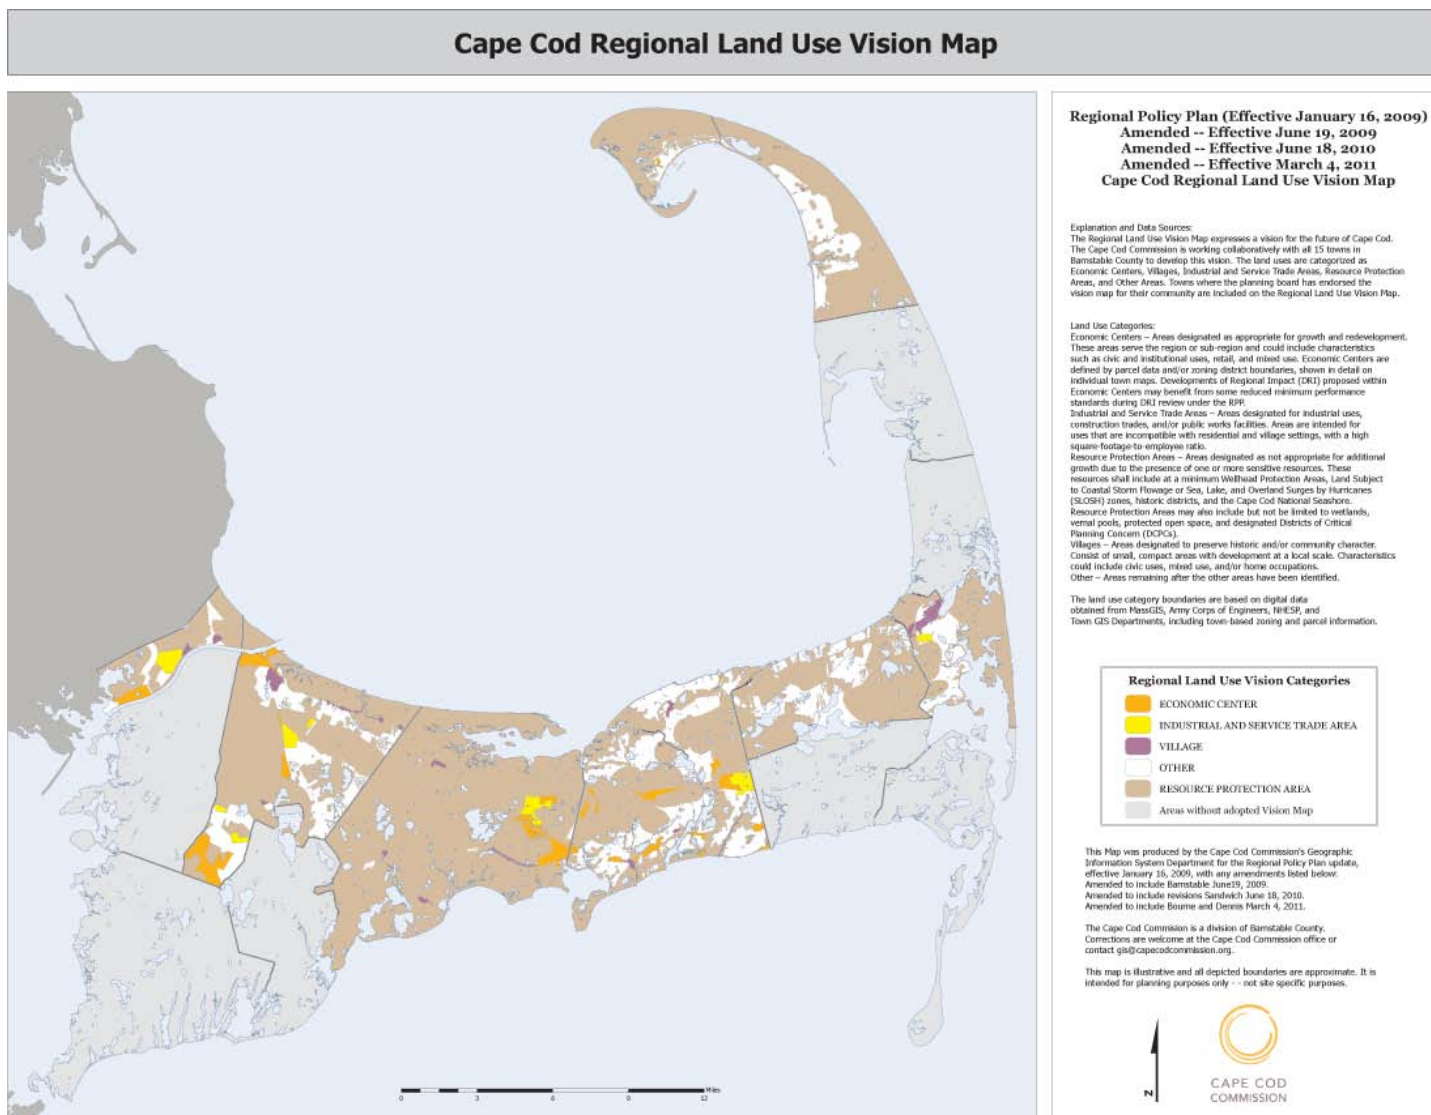 Cape Cod Regional Land Use Vision Map
Regional Policy Plan (Effective January 16, 2009)
Amended -- Effective June 19, 2009
Amended -- Effective June 18, 2010
Amended -- Effective March 4, 2011
Cape Cod Regional Land Use Vision Map
Explanation and Data Sources:
The Regional Land Use Vision Map expresses a vision for the future of Cape Cod.
The Cape Cod Commission is working collaboratively with all 15 towns in
Barnstable County to develop this vision. The land uses are categorized as
Economic Centers, Villages, Industrial and Service Trade Areas, Resource Protection
Areas, and Other Areas. Towns where the planning board has endorsed the
vision map for their community are included on the Regional Land Use Vision Map.
Land Use Categories:
Economic Centers – Areas designated as appropriate for growth and redevelopment.
These areas serve the region or sub-region and could include characteristics
such as civic and institutional uses, retail, and mixed use. Economic Centers are
defined by parcel data and/or zoning district boundaries, shown in detail on
individual town maps. Developments of Regional Impact (DRI) proposed within
Economic Centers may benefit from some reduced minimum performance
standards during DRI review under the RPP.
Industrial and Service Trade Areas – Areas designated for industrial uses,
construction trades, and/or public works facilities. Areas are intended for
uses that are incompatible with residential and village settings, with a high
square-footage-to-employee ratio.
Resource Protection Areas – Areas designated as not appropriate for additional
growth due to the presence of one or more sensitive resources. These
resources shall include at a minimum Wellhead Protection Areas, Land Subject
to Coastal Storm Flowage or Sea, Lake, and Overland Surges by Hurricanes
(SLOSH) zones, historic districts, and the Cape Cod National Seashore.
Resource Protection Areas may also include but not be limited to wetlands,
vernal pools, protected open space, and designated Districts of Critical
Planning Concern (DCPCs).
Villages – Areas designated to preserve historic and/or community character.
Consist of small, compact areas with development at a local scale. Characteristics
could include civic uses, mixed use, and/or home occupations.
Other – Areas remaining after the other areas have been identified.
The land use category boundaries are based on digital data
obtained from MassGIS, Army Corps of Engineers, NHESP, and
Town GIS Departments, including town-based zoning and parcel information.
Regional Land Use Vision Categories
ECONOMIC CENTER
INDUSTRIAL AND SERVICE TRADE AREA
VILLAGE
OTHER
RESOURCE PROTECTION AREA
Areas without adopted Vision Map
This Map was produced by the Cape Cod Commission's Geographic
Information System Department for the Regional Policy Plan update,
effective January 16, 2009, with any amendments listed below:
Amended to include Barnstable June19, 2009.
Amended to include revisions Sandwich June 18, 2010.
Amended to include Bourne and Dennis March 4, 2011.
The Cape Cod Commision is a division of Barnstable County.
Corrections are welcome at the Cape Cod Commission office or
contact gis@capecodcommission.org.
This map is illustrative and all depicted boundaries are approximate. It is
intended for planning purposes only - - not site specific purposes.
N
CAPE COD
COMMISSION
Miles
0 3 6 9 12